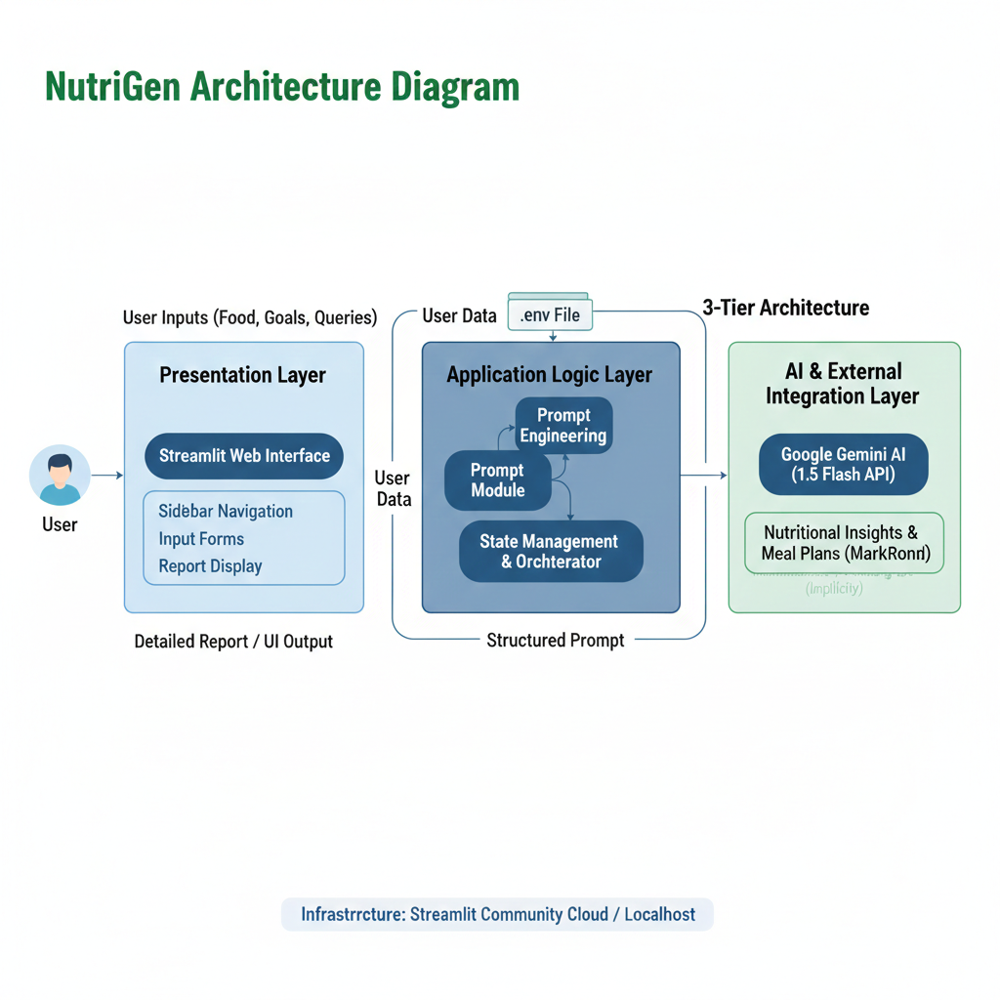 NutriGen Architecture Diagram
User Inputs (Food, Goals, Queries)
User Data
.env File
3-Tier Architecture
Presentation Layer
Streamlit Web Interface
Sidebar Navigation
Input Forms
Report Display
Detailed Report / UI Output
User
User
Data
Application Logic Layer
Prompt
Engineering
Prompt
Module
State Management
& Orchterator
Structured Prompt
AI & External
Integration Layer
Google Gemini AI
(1.5 Flash API)
Nutritional Insights &
Meal Plans (MarkRonrı)
(Implīcity)
Infrastrrcture: Streamlit Community Cloud / Localhost